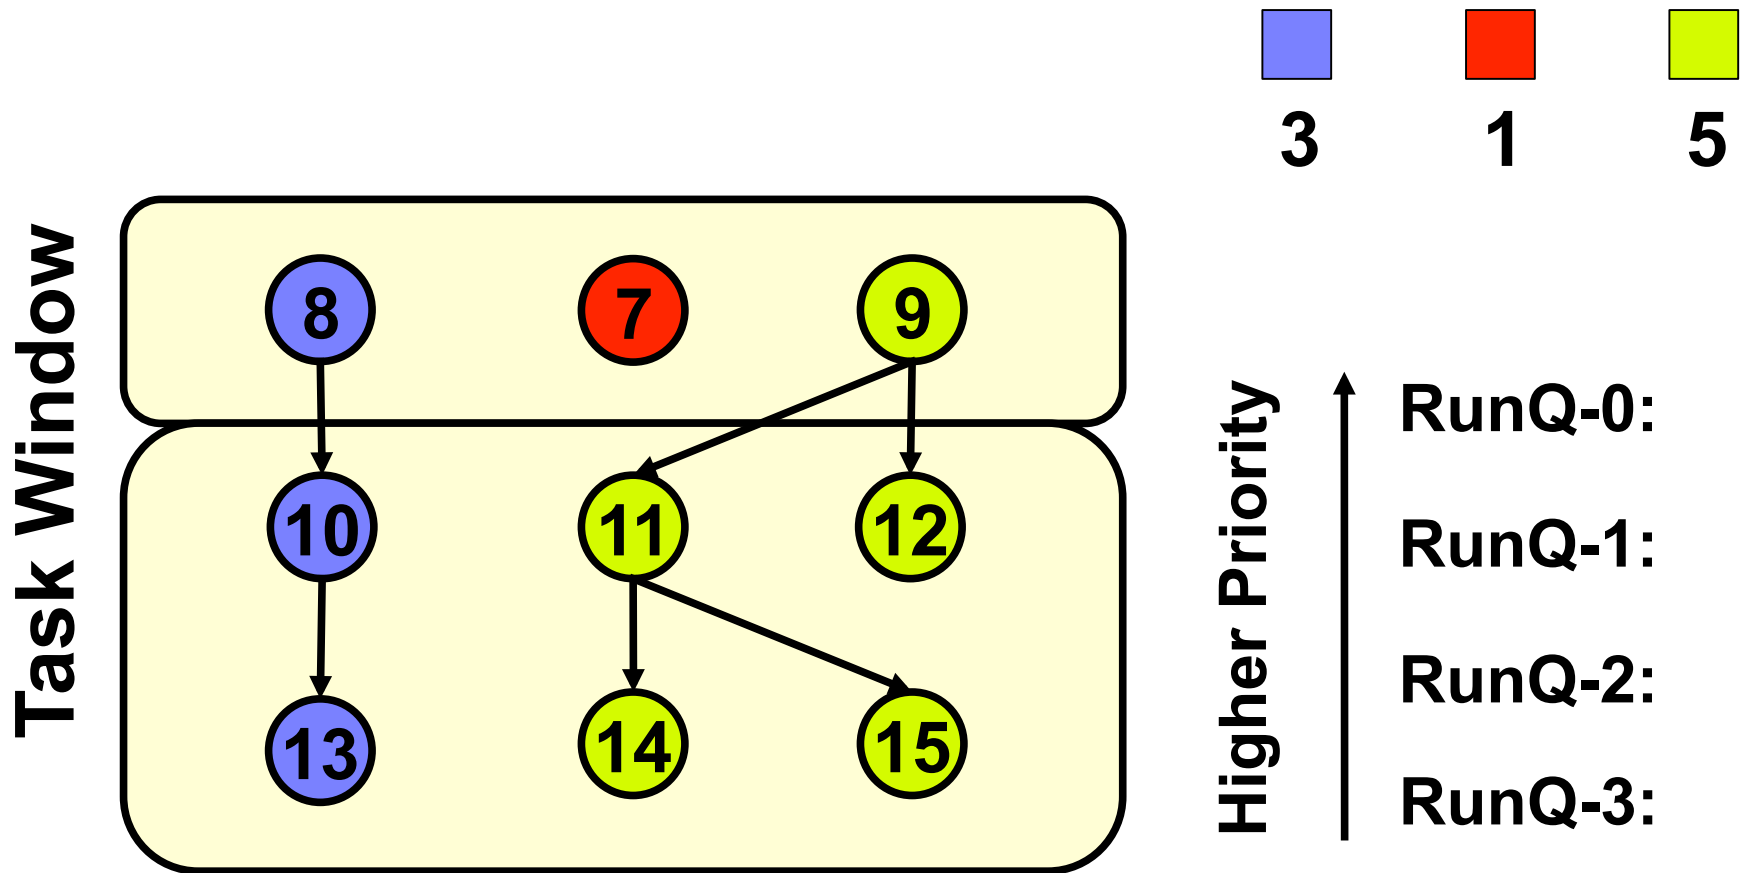 3 1 5
Task Window
8 7 9
10 11 12
13 14 15
Higher Priority
RunQ-0:
RunQ-1:
RunQ-2:
RunQ-3: